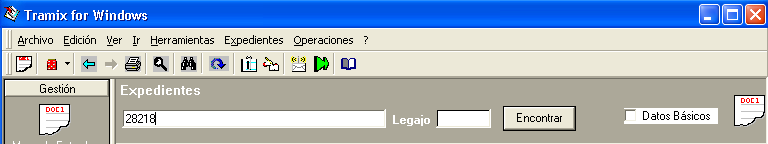 Tramix for Windows
Archivo Edición Ver Ir Herramientas Expedientes Operaciones ?
Gestión
Expedientes
DOC1
28218 Legajo Encontrar Datos Básicos
DOC1